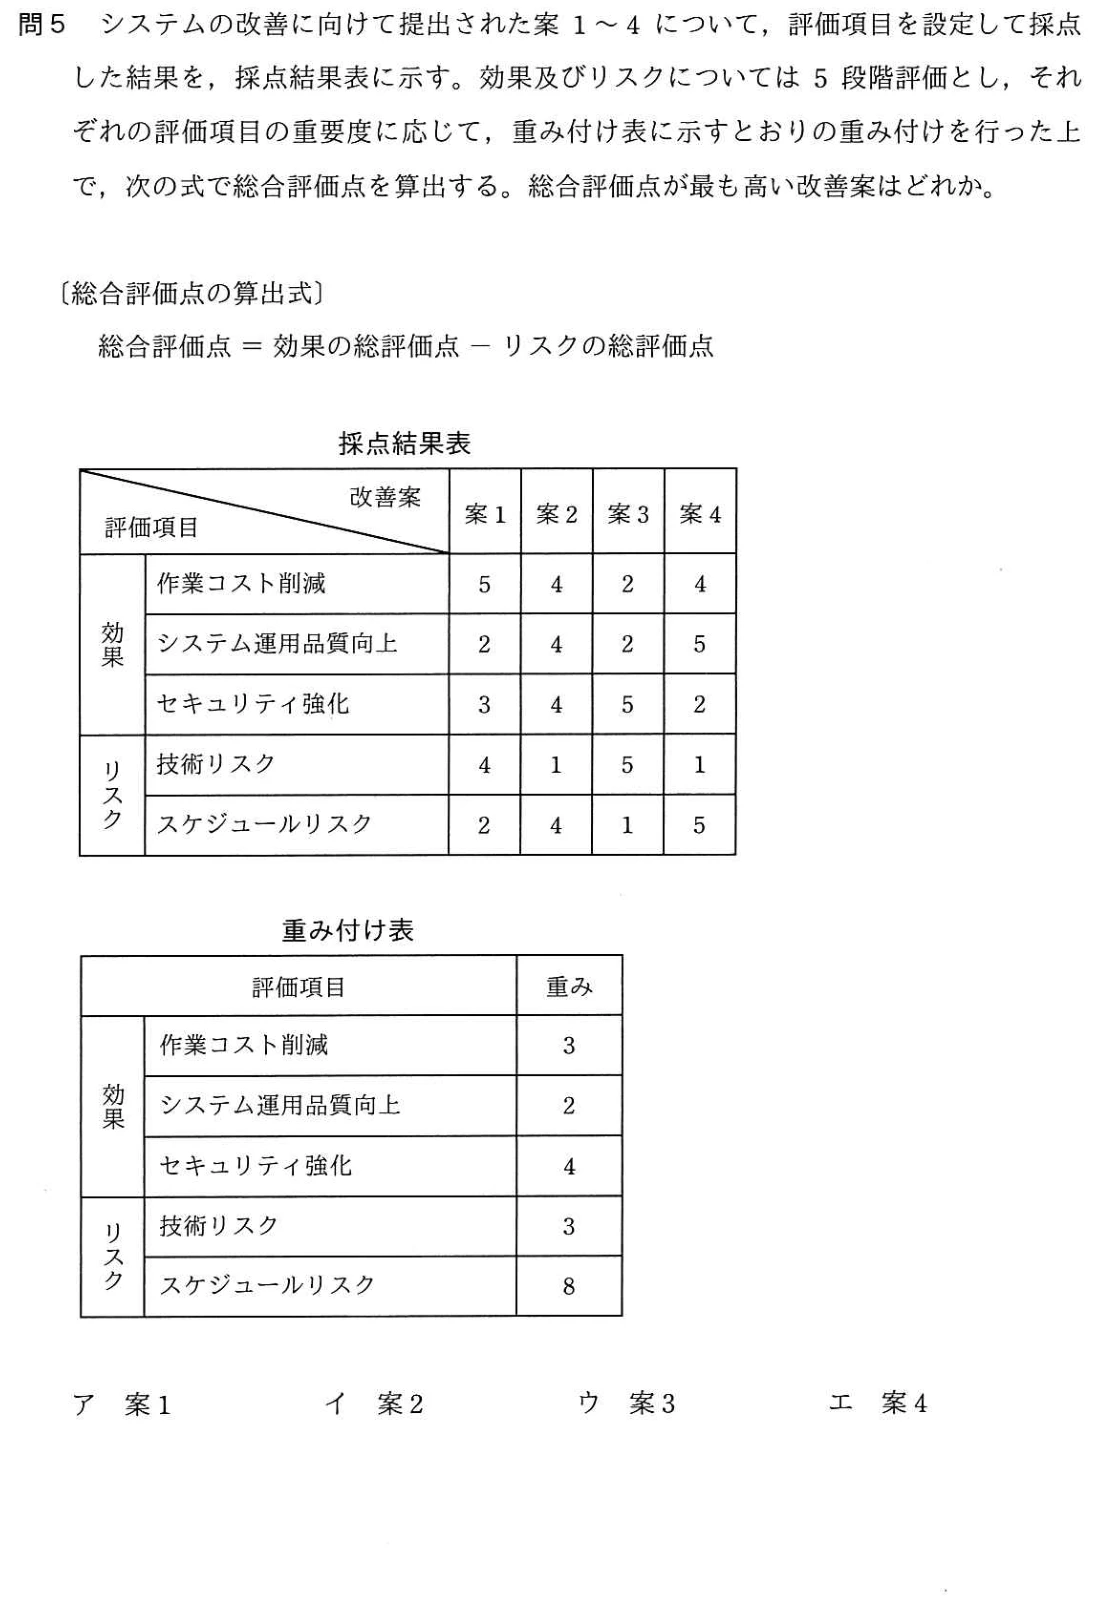 問5 システムの改善に向けて提出された案 1～4 について，評価項目を設定して採点
した結果を，採点結果表に示す。効果及びリスクについては 5 段階評価とし，それ
ぞれの評価項目の重要度に応じて，重み付け表に示すとおりの重み付けを行った上
で，次の式で総合評価点を算出する。総合評価点が最も高い改善案はどれか。
〔総合評価点の算出式〕
総合評価点 ＝ 効果の総評価点 － リスクの総評価点
採点結果表
改善案
評価項目
案1 案2 案3 案4
効果
作業コスト削減 5 4 2 4
システム運用品質向上 2 4 2 5
セキュリティ強化 3 4 5 2
リスク
技術リスク 4 1 5 1
スケジュールリスク 2 4 1 5
重み付け表
評価項目 重み
効果
作業コスト削減 3
システム運用品質向上 2
セキュリティ強化 4
リスク
技術リスク 3
スケジュールリスク 8
ア 案1 イ 案2 ウ 案3 エ 案4